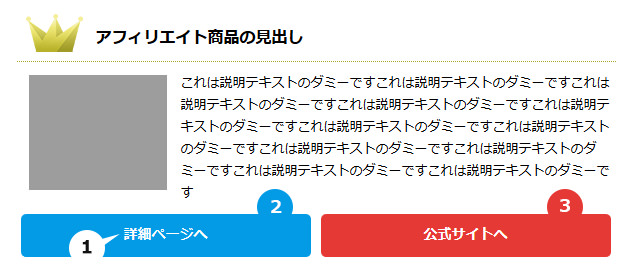 アフィリエイト商品の見出し
これは説明テキストのダミーですこれは説明テキストのダミーですこれは
説明テキストのダミーですこれは説明テキストのダミーですこれは説明テ
キストのダミーですこれは説明テキストのダミーですこれは説明テキスト
のダミーですこれは説明テキストのダミーですこれは説明テキストのダ
ミーですこれは説明テキストのダミーですこれは説明テキストのダミーで
す
2
3
詳細ページへ
公式サイトへ
1